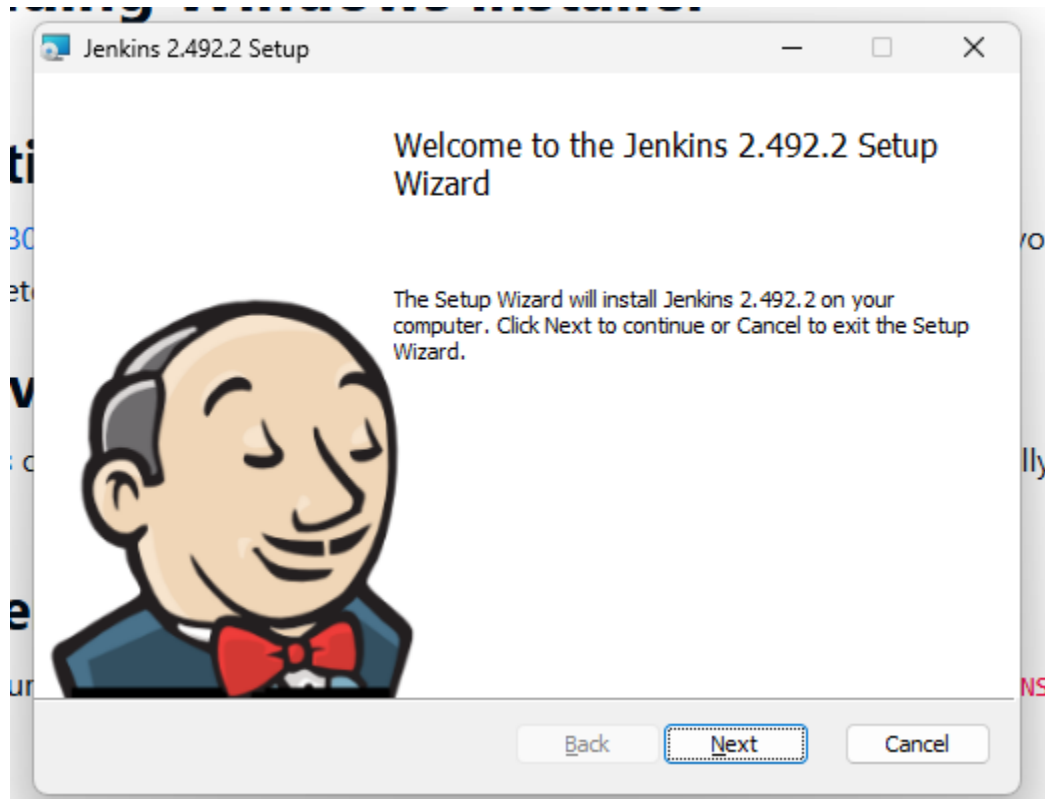 Jenkins 2.492.2 Setup
Welcome to the Jenkins 2.492.2 Setup
Wizard
The Setup Wizard will install Jenkins 2.492.2 on your
computer. Click Next to continue or Cancel to exit the Setup
Wizard.
Back Next Cancel